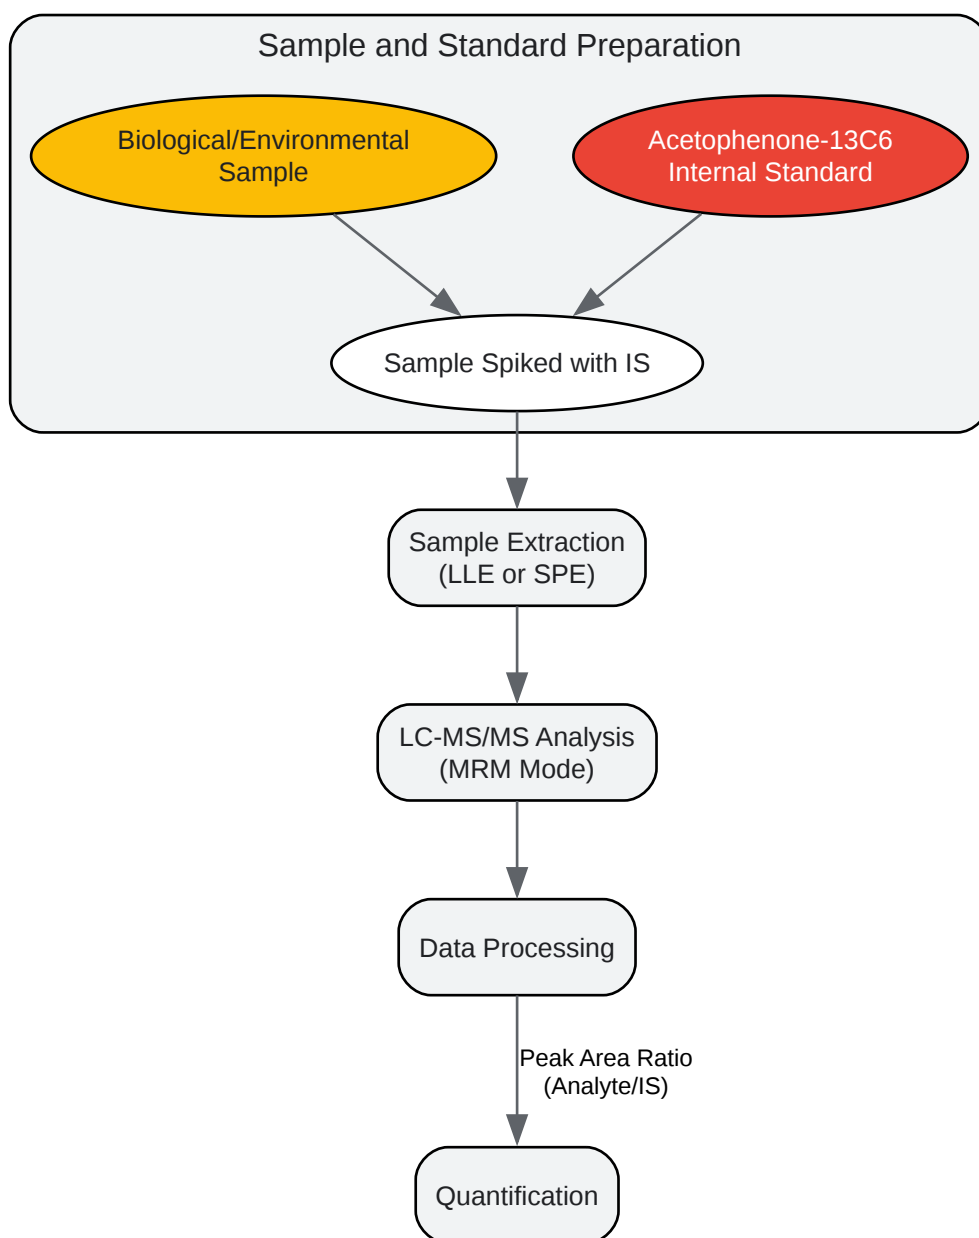 Sample and Standard Preparation
Biological/Environmental
Sample
Acetophenone-13C6
Internal Standard
Sample Spiked with IS
Sample Extraction
(LLE or SPE)
LC-MS/MS Analysis
(MRM Mode)
Data Processing
Peak Area Ratio
(Analyte/IS)
Quantification